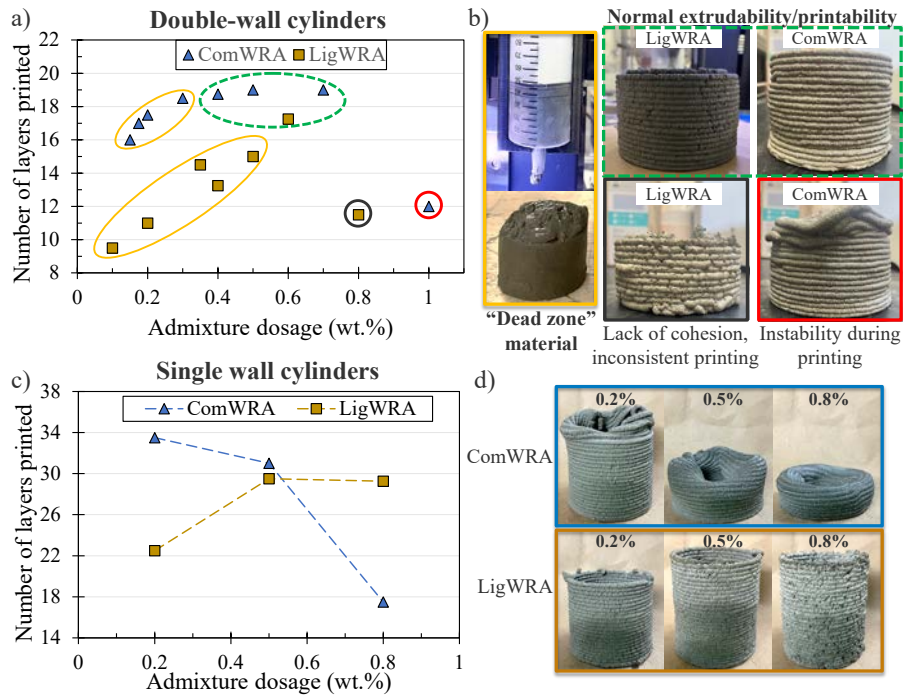 a)
Double-wall cylinders
ComWRA
LigWRA
Number of layers printed
22
20
18
16
14
12
10
8
0
0.2
0.4
0.6
0.8
1
Admixture dosage (wt.%)
b)
Normal extrudability/printability
LigWRA
ComWRA
LigWRA
ComWRA
“Dead zone”
material
Lack of cohesion,
inconsistent printing
Instability during
printing
c)
Single wall cylinders
ComWRA
LigWRA
Number of layers printed
38
34
30
26
22
18
14
0
0.2
0.4
0.6
0.8
1
Admixture dosage (wt.%)
d)
0.2%
0.5%
0.8%
ComWRA
0.2%
0.5%
0.8%
LigWRA